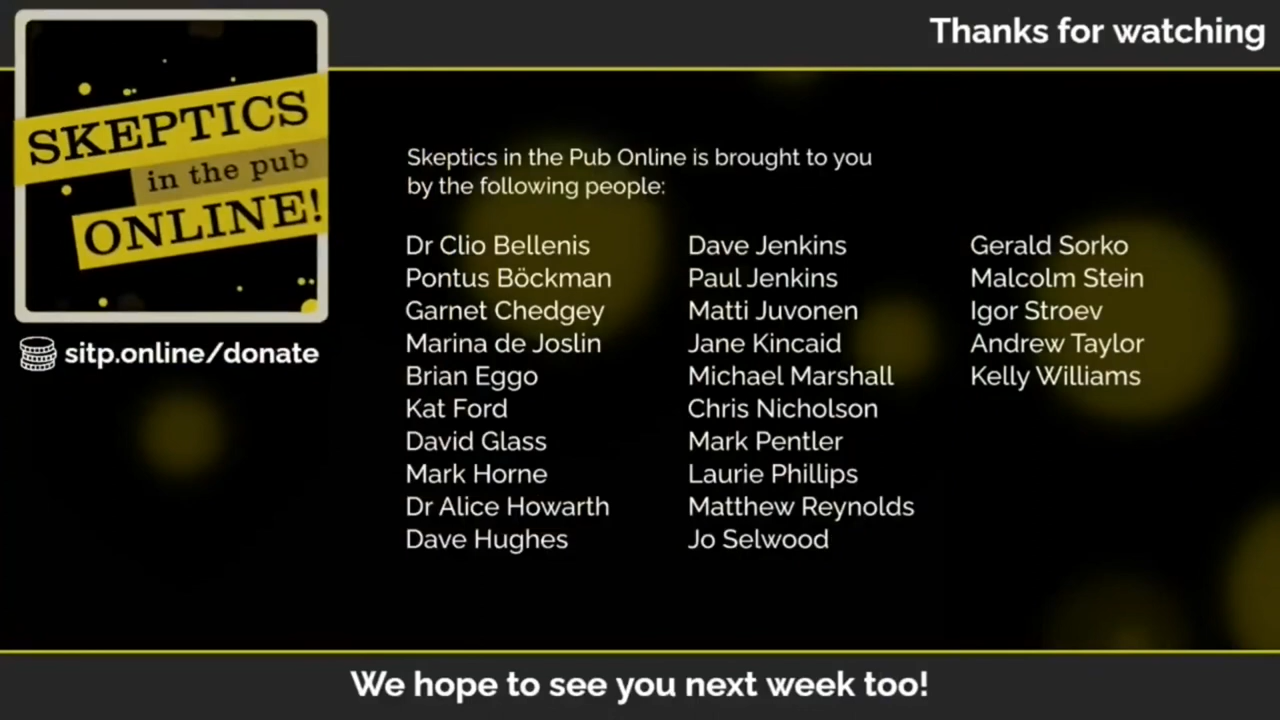 SKEPTICS
in the pub
ONLINE!
sitp.online/donate
Thanks for watching
Skeptics in the Pub Online is brought to you
by the following people:
Dr Clio Bellenis
Pontus Böckman
Garnet Chedgey
Marina de Joslin
Brian Eggo
Kat Ford
David Glass
Mark Horne
Dr Alice Howarth
Dave Hughes
Dave Jenkins
Paul Jenkins
Matti Juvonen
Jane Kincaid
Michael Marshall
Chris Nicholson
Mark Pentler
Laurie Phillips
Matthew Reynolds
Jo Selwood
Gerald Sorko
Malcolm Stein
Igor Stroev
Andrew Taylor
Kelly Williams
We hope to see you next week too!